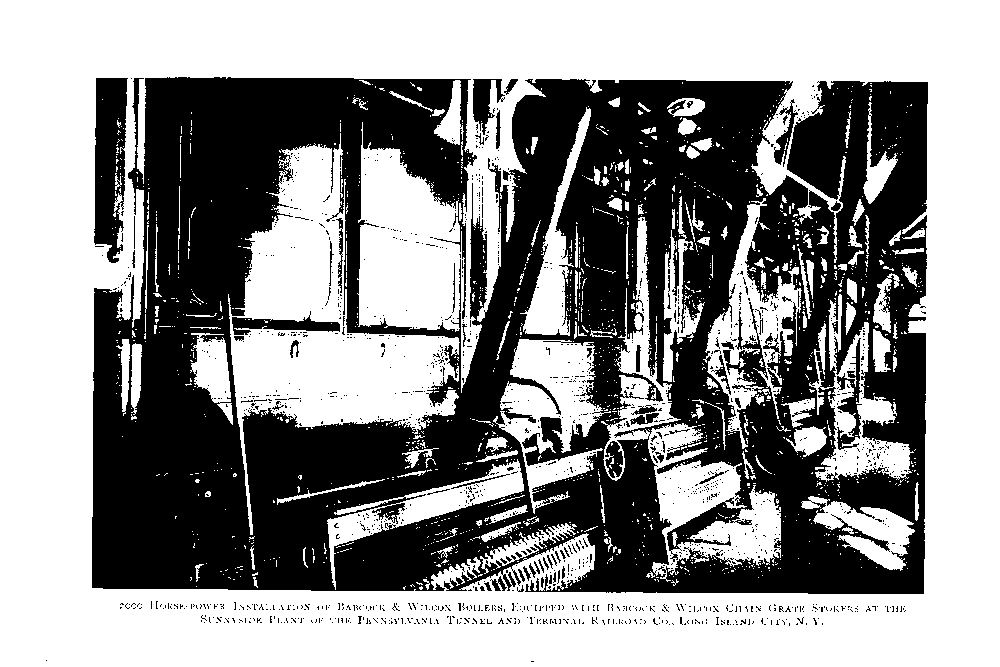 2000 Horse-power Installation of Babcock & Wilcox Boilers, Equipped with Babcock & Wilcox Chain Grate Stokers at the
Sunnyside Plant of the Pennsylvania Tunnel and Terminal Railroad Co., Long Island City, N. Y.